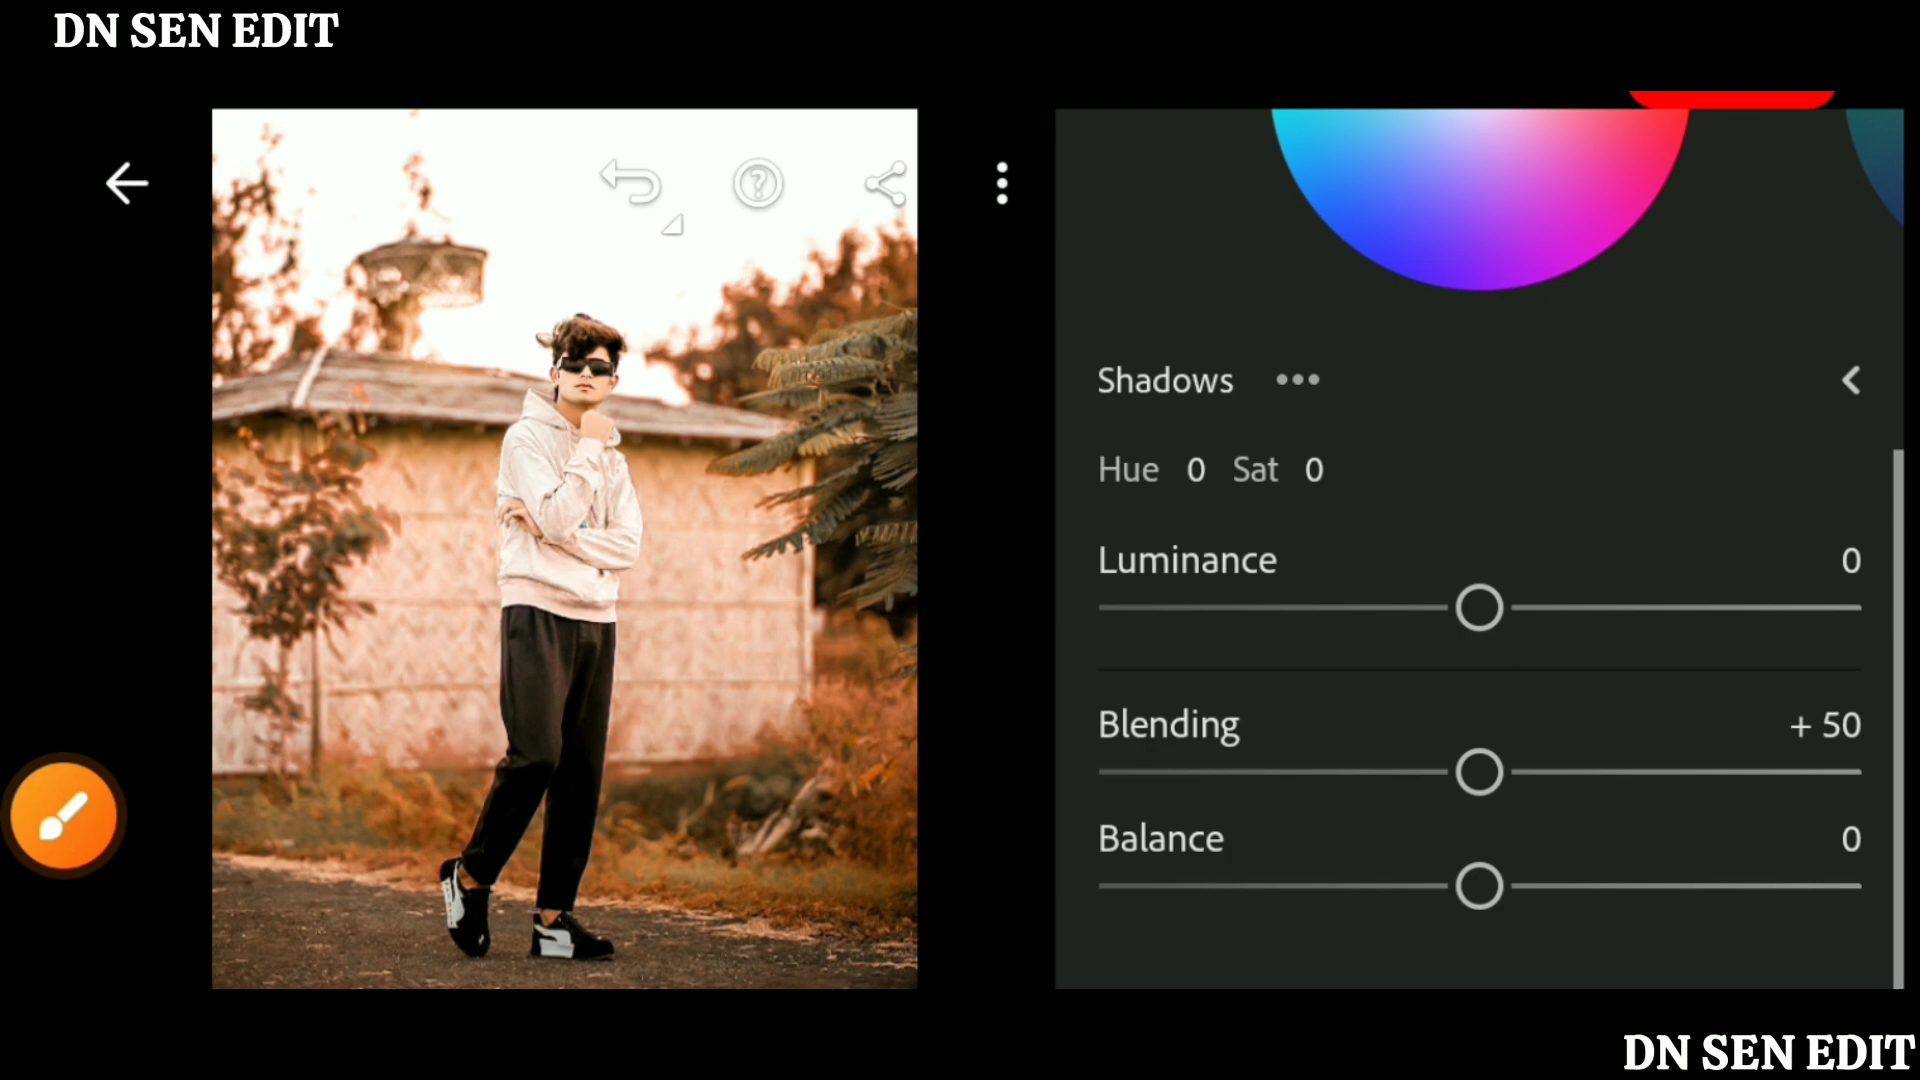 DN SEN EDIT
Shadows
Hue 0 Sat 0
Luminance 0
Blending + 50
Balance 0
DN SEN EDIT